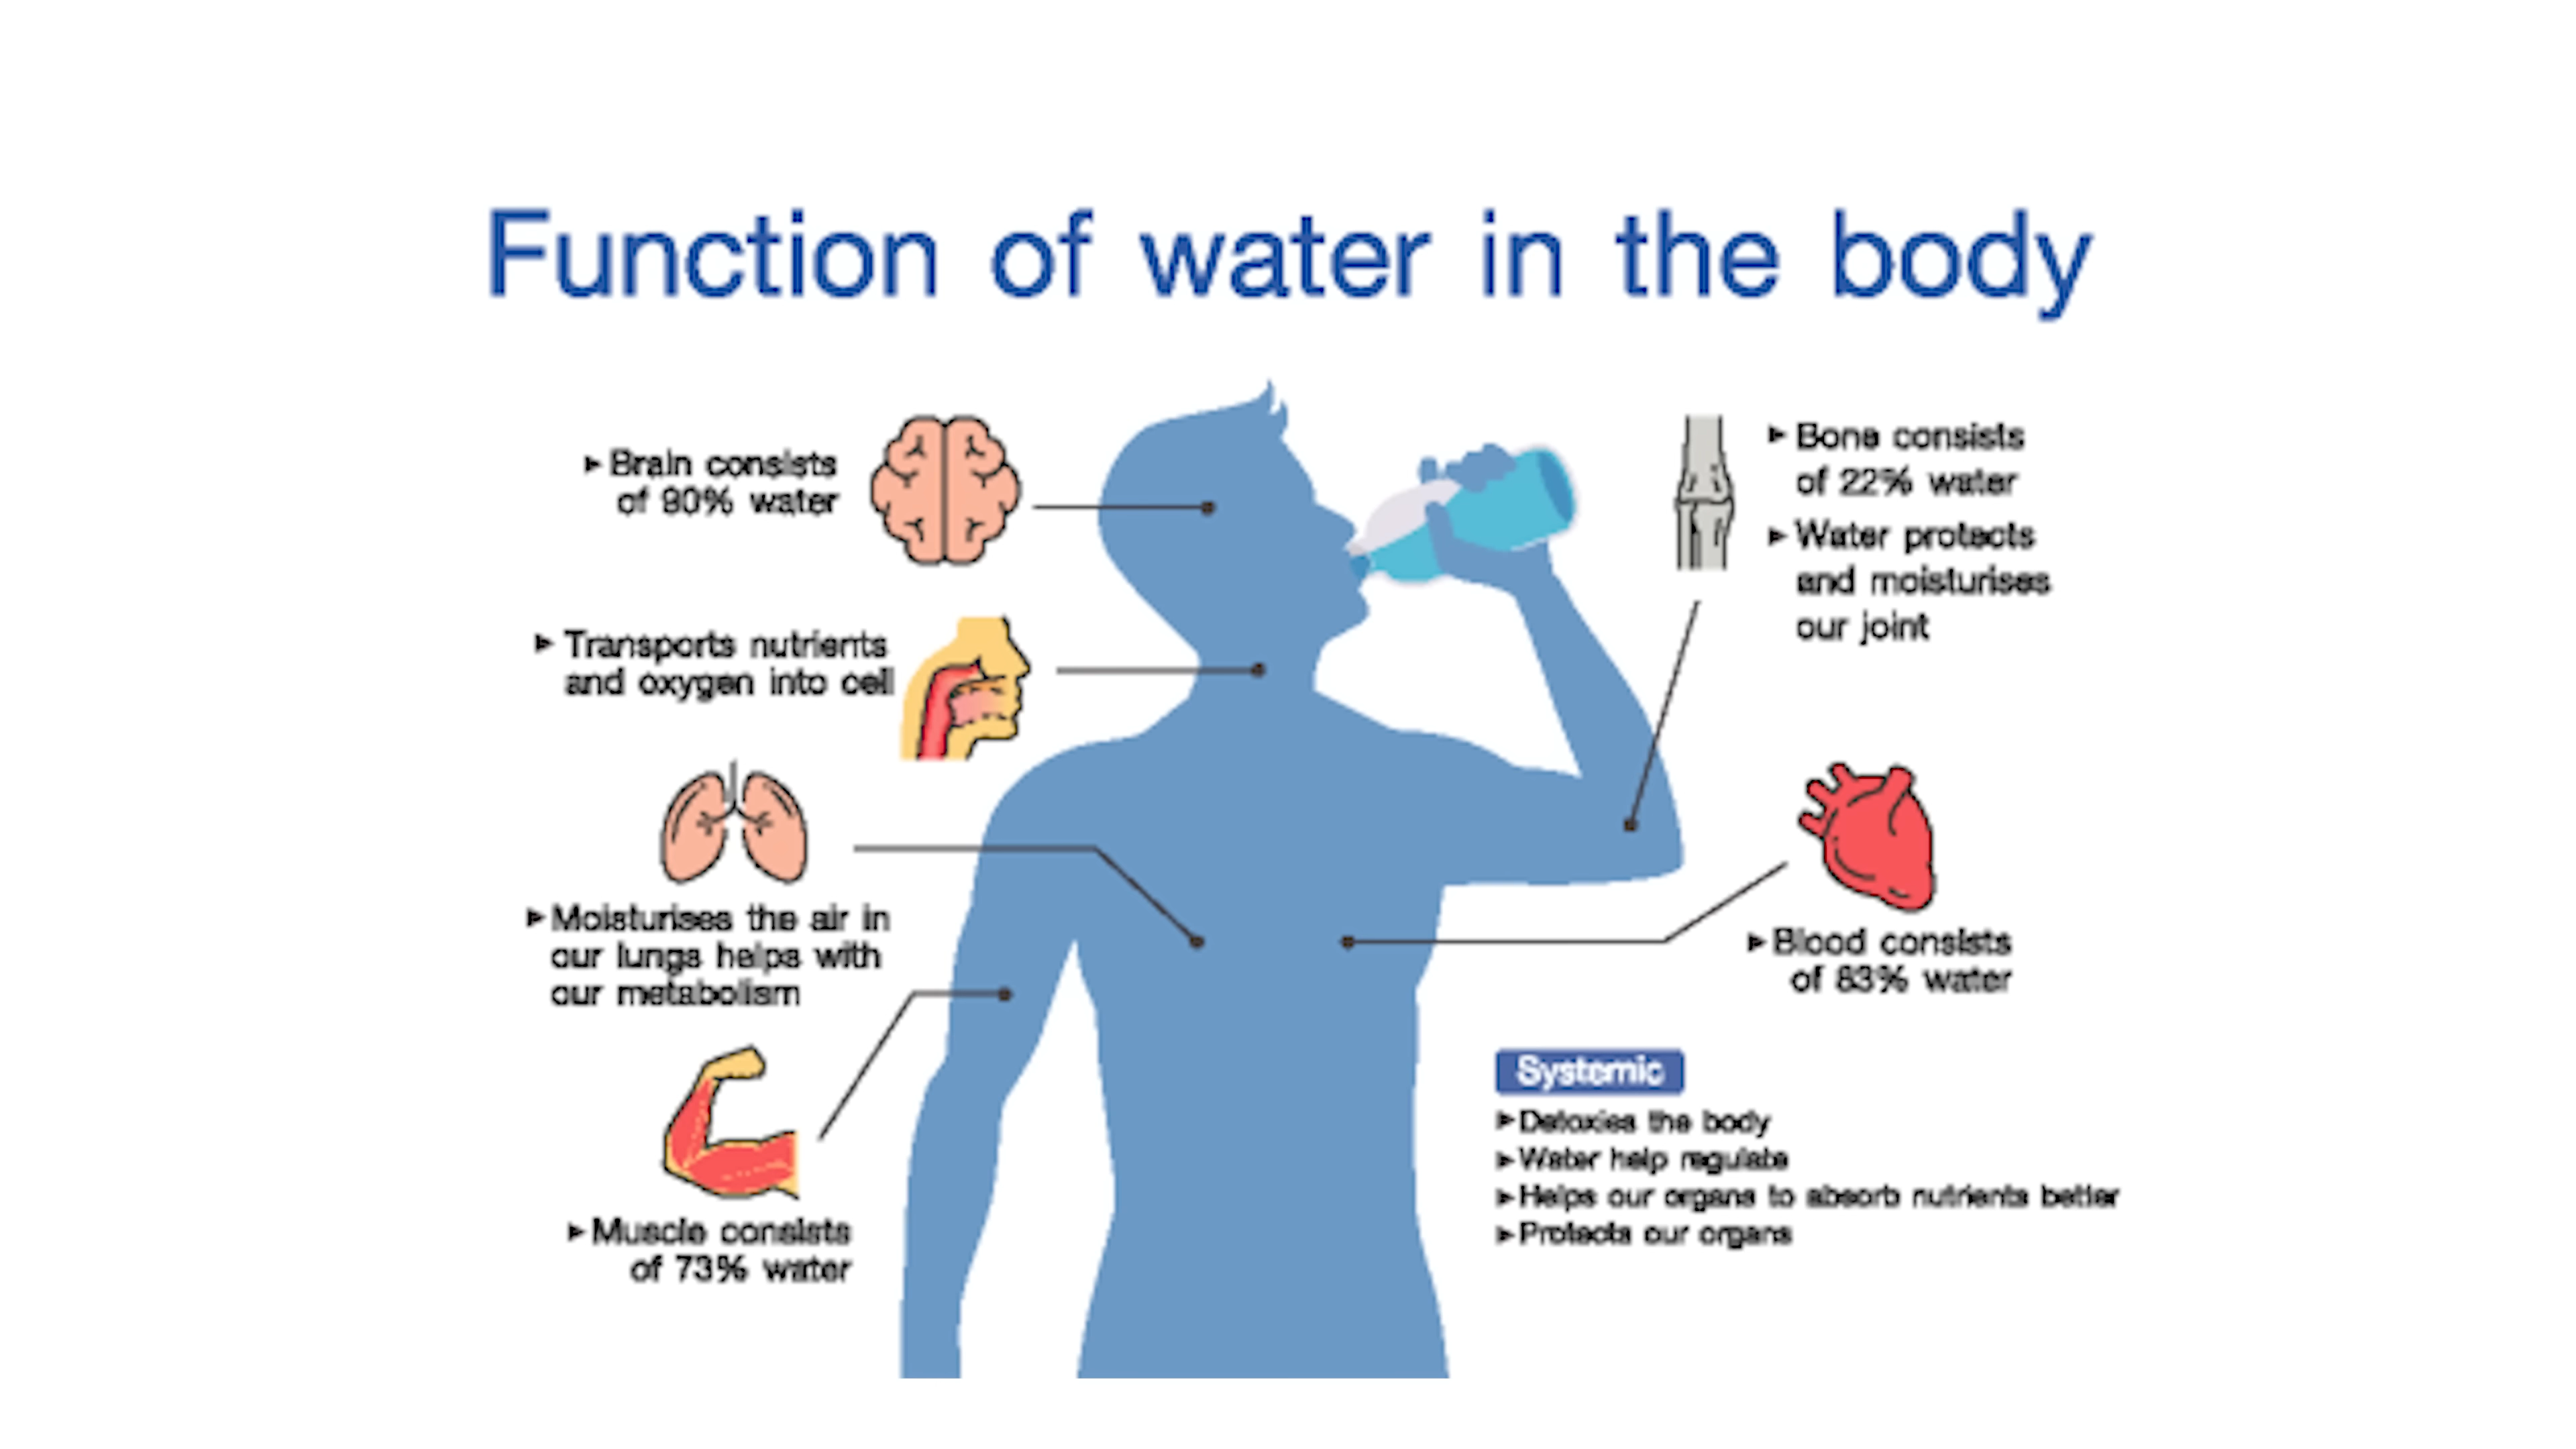 Function of water in the body
Brain consists
of 90% water
Transports nutrients
and oxygen into cell
Moisturises the air in
our lungs helps with
our metabolism
Muscle consists
of 73% water
Bone consists
of 22% water
Water protects
and moisturises
our joint
Blood consists
of 83% water
Systemic
Detoxies the body
Water help regulate
Helps our organs to absorb nutrients better
Protects our organs